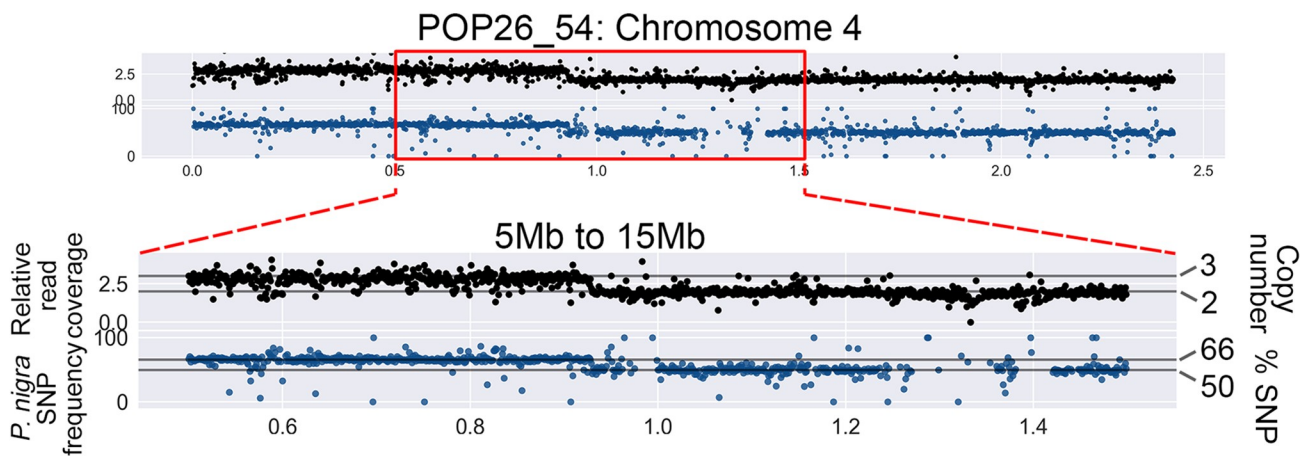 POP26_54: Chromosome 4
2.5
0.0
100
0
0.0
0.5
1.0
1.5
2.0
2.5
5Mb to 15Mb
Relative
read
coverage
2.5
0.0
P. nigra
SNP
frequency
100
0
3
2
Copy
number
66
50
% SNP
0.6
0.8
1.0
1.2
1.4